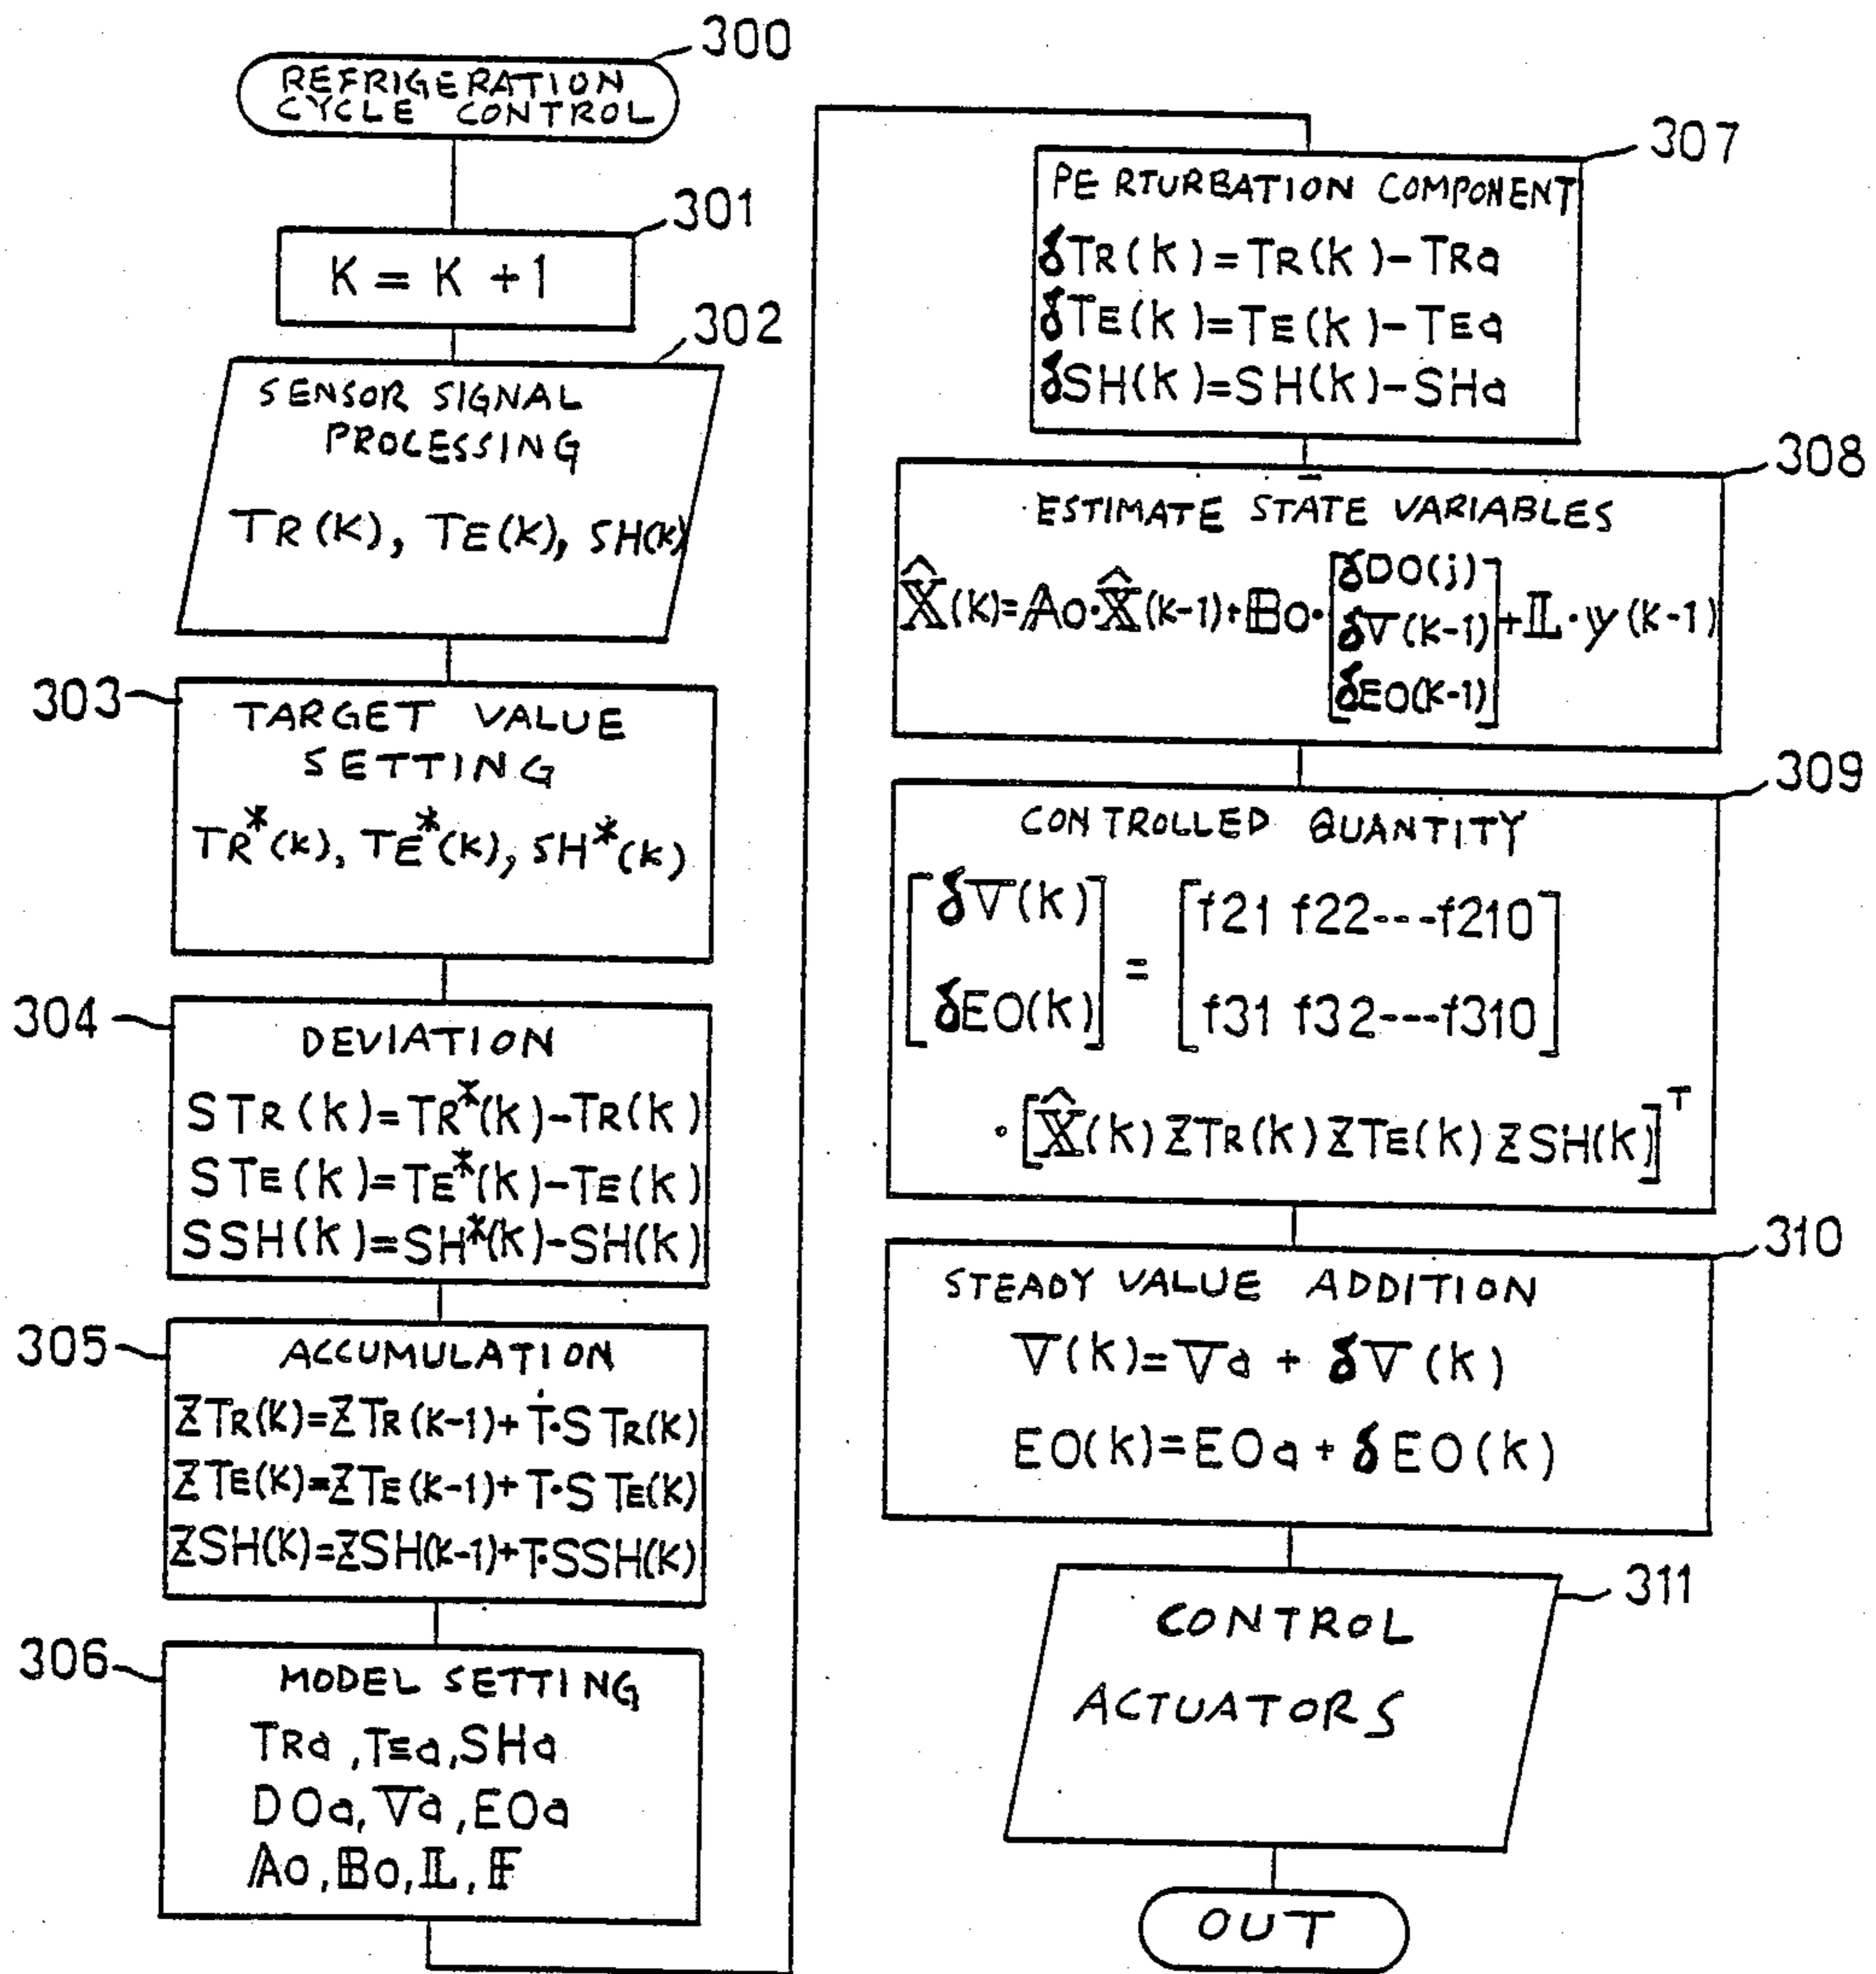 300
REFRIGERATION
CYCLE CONTROL
301
K = K + 1
302
SENSOR SIGNAL
PROCESSING
TR(K), TE(K), SH(K)
303
TARGET VALUE
SETTING
TR*(K), TE*(K), SH*(K)
304
DEVIATION
STR(K)=TR*(K)-TR(K)
STE(K)=TE*(K)-TE(K)
SSH(K)=SH*(K)-SH(K)
305
ACCUMULATION
ZTR(K)=ZTR(K-1)+T·STR(K)
ZTE(K)=ZTE(K-1)+T·STE(K)
ZSH(K)=ZSH(K-1)+T·SSH(K)
306
MODEL SETTING
TRa, TEa, SHa
DOa, Va, EOa
𝔸o, 𝔹o, 𝕃, 𝔽
307
PERTURBATION COMPONENT
δTR(K)=TR(K)-TRa
δTE(K)=TE(K)-TEa
δSH(K)=SH(K)-SHa
308
ESTIMATE STATE VARIABLES
𝕏̂(K)=𝔸o·𝕏̂(K-1)+𝔹o·[δDO(j) δV(K-1) δEO(K-1)]+𝕃·y(K-1)
309
CONTROLLED QUANTITY
[δV(K) δEO(K)] = [f21 f22---f210
f31 f32---f310]
·[𝕏̂(K) ZTR(K) ZTE(K) ZSH(K)]ᵀ
310
STEADY VALUE ADDITION
V(K)=Va + δV(K)
EO(K)=EOa + δEO(K)
311
CONTROL
ACTUATORS
OUT